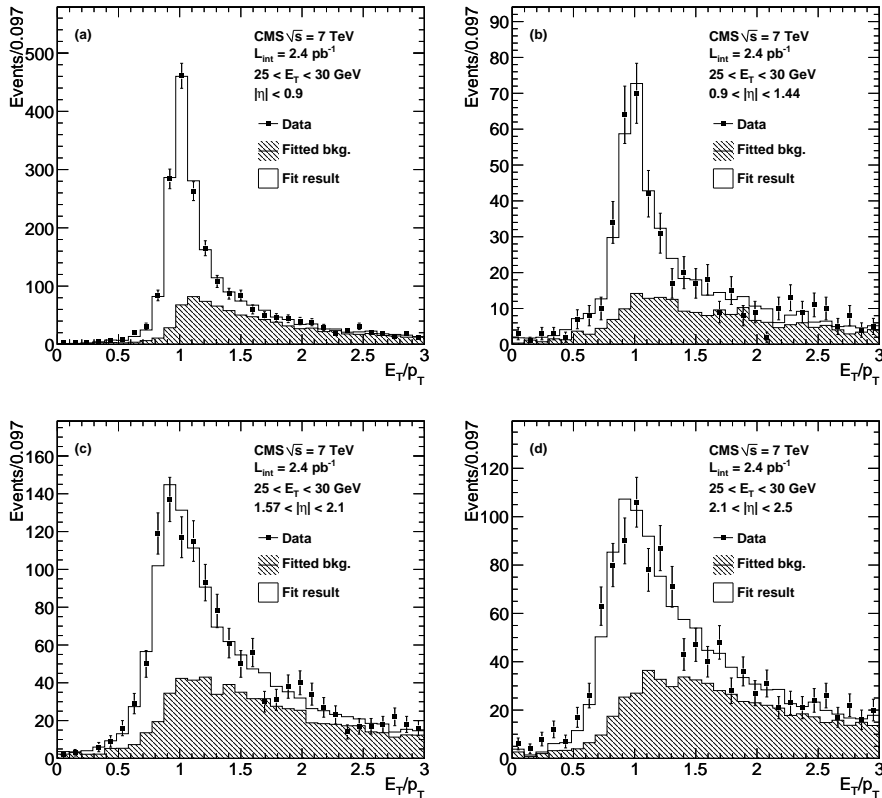 (a)
CMS √s = 7 TeV
L_int = 2.4 pb⁻¹
25 < E_T < 30 GeV
|η| < 0.9
Data
Fitted bkg.
Fit result
Events/0.097
500
400
300
200
100
0
0 0.5 1 1.5 2 2.5 3
E_T/p_T
(b)
CMS √s = 7 TeV
L_int = 2.4 pb⁻¹
25 < E_T < 30 GeV
0.9 < |η| < 1.44
Data
Fitted bkg.
Fit result
Events/0.097
90
80
70
60
50
40
30
20
10
0
0 0.5 1 1.5 2 2.5 3
E_T/p_T
(c)
CMS √s = 7 TeV
L_int = 2.4 pb⁻¹
25 < E_T < 30 GeV
1.57 < |η| < 2.1
Data
Fitted bkg.
Fit result
Events/0.097
160
140
120
100
80
60
40
20
0
0 0.5 1 1.5 2 2.5 3
E_T/p_T
(d)
CMS √s = 7 TeV
L_int = 2.4 pb⁻¹
25 < E_T < 30 GeV
2.1 < |η| < 2.5
Data
Fitted bkg.
Fit result
Events/0.097
120
100
80
60
40
20
0
0 0.5 1 1.5 2 2.5 3
E_T/p_T